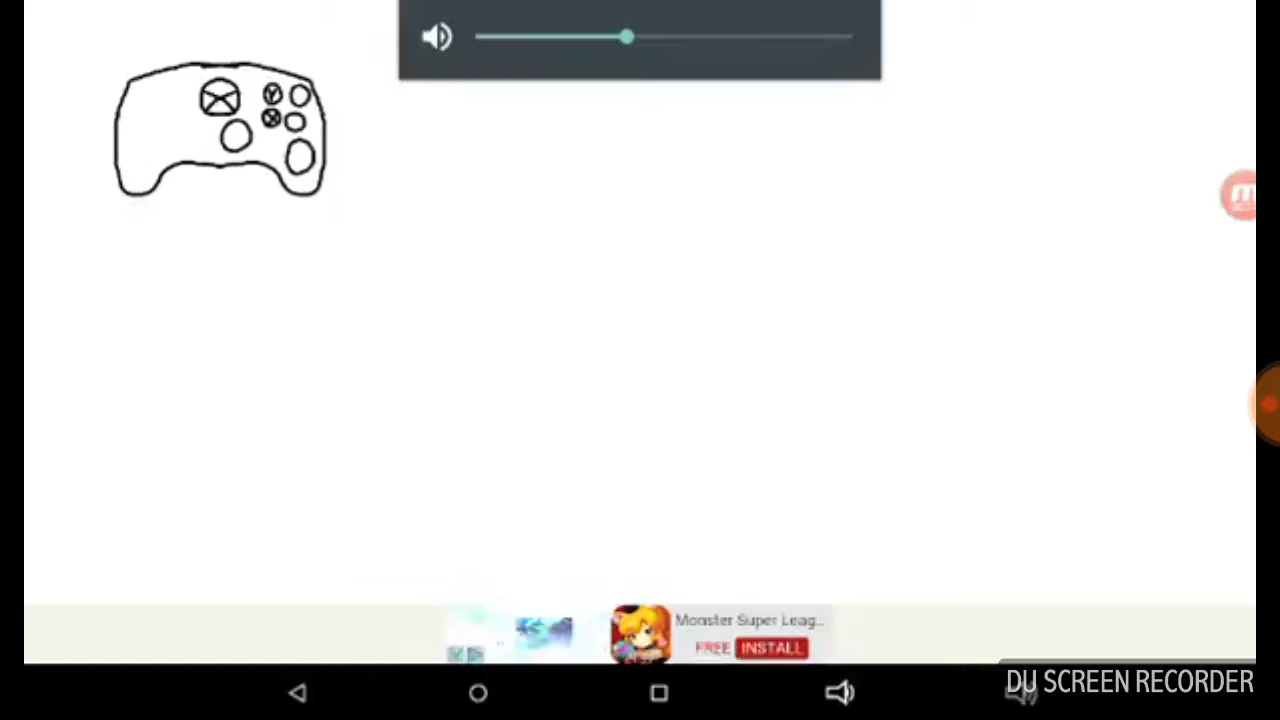 Y
X
Monster Super Leag...
FREE INSTALL
DU SCREEN RECORDER